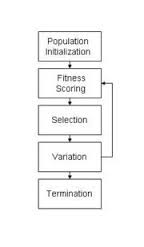 Population
Initialization
Fitness
Scoring
Selection
Variation
Termination